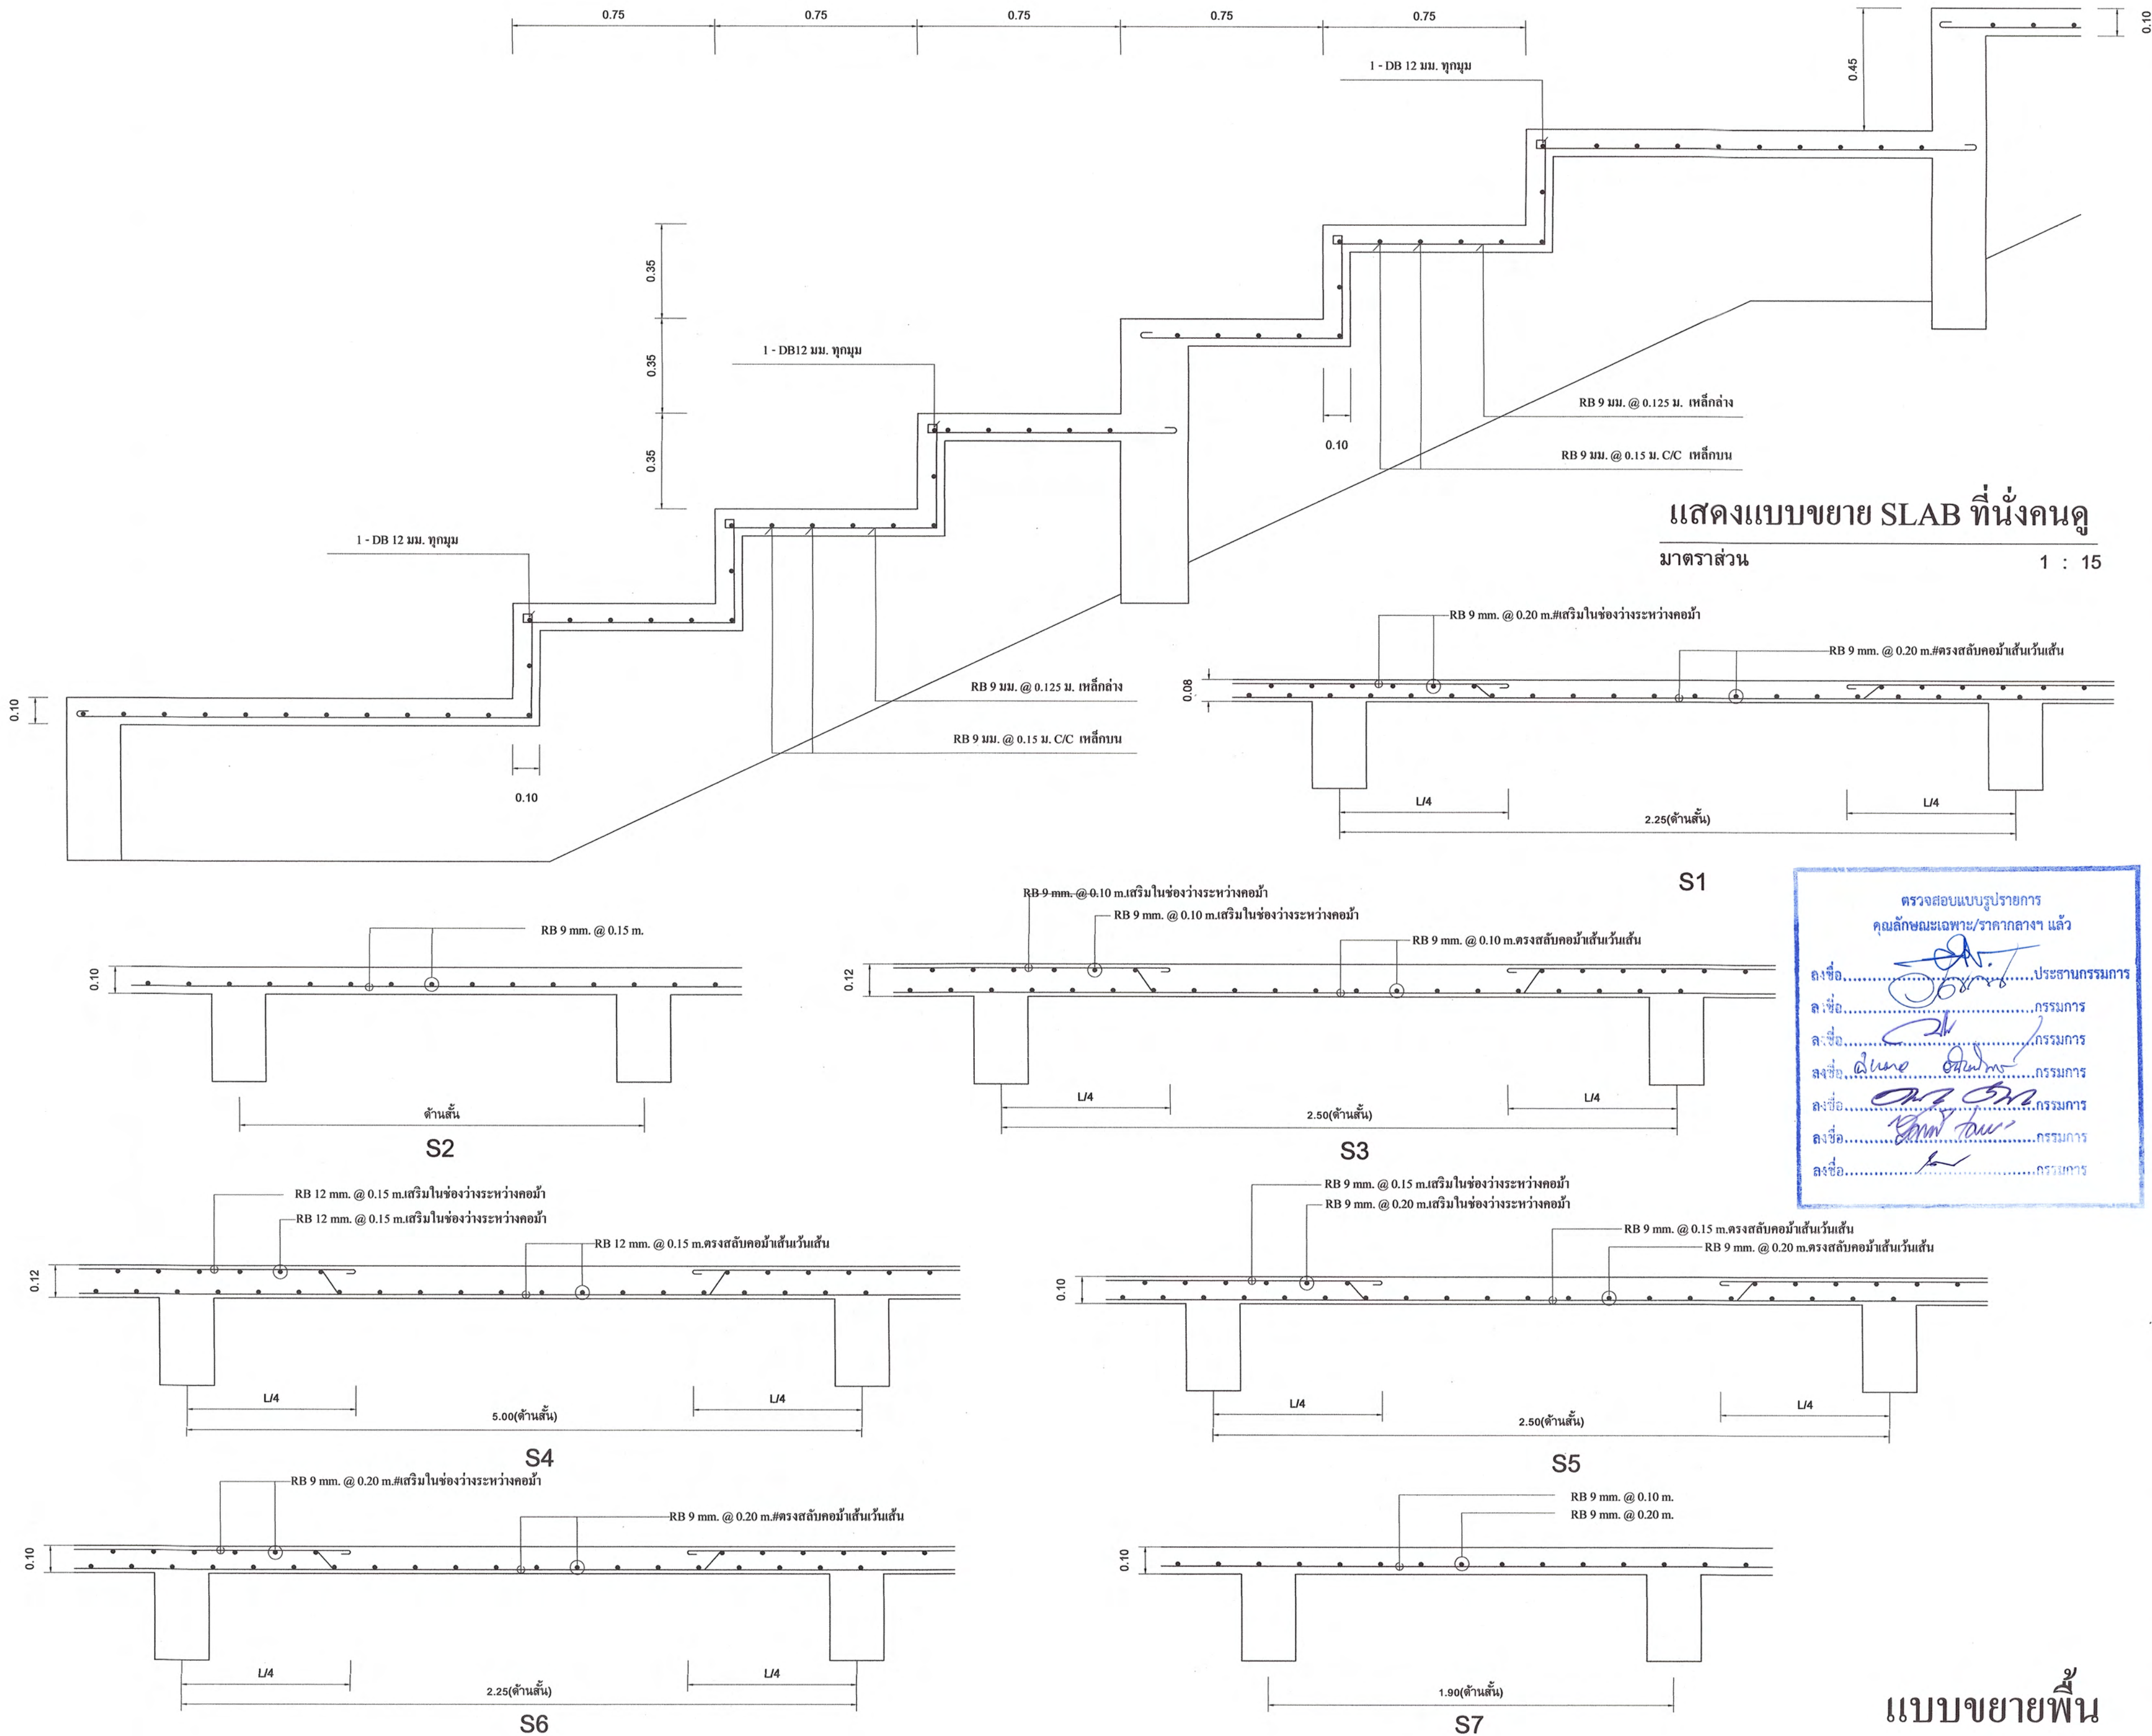 0.75
0.75
0.75
0.75
0.75
0.10
0.45
1 - DB 12 มม. ทุกมุม
0.35
0.35
0.35
1 - DB12 มม. ทุกมุม
RB 9 มม. @ 0.125 ม. เหล็กล่าง
0.10
RB 9 มม. @ 0.15 ม. C/C เหล็กบน
แสดงแบบขยาย SLAB ที่นั่งคนดู
มาตราส่วน 1 : 15
1 - DB 12 มม. ทุกมุม
RB 9 มม. @ 0.125 ม. เหล็กล่าง
RB 9 มม. @ 0.15 ม. C/C เหล็กบน
0.10
0.10
RB 9 mm. @ 0.20 m.#เสริมในช่องว่างระหว่างคอม้า
RB 9 mm. @ 0.20 m.#ตรงสลับคอม้าเส้นเว้นเส้น
0.08
L/4
L/4
2.25(ด้านสั้น)
S1
RB 9 mm. @ 0.15 m.
0.10
ด้านสั้น
S2
RB 9 mm. @ 0.10 m.เสริมในช่องว่างระหว่างคอม้า
RB 9 mm. @ 0.10 m.เสริมในช่องว่างระหว่างคอม้า
RB 9 mm. @ 0.10 m.ตรงสลับคอม้าเส้นเว้นเส้น
0.12
L/4
L/4
2.50(ด้านสั้น)
S3
ตรวจสอบแบบรูปรายการ
คุณลักษณะเฉพาะ/ราคากลางฯ แล้ว
ลงชื่อ..........ประธานกรรมการ
ลงชื่อ..........กรรมการ
ลงชื่อ..........กรรมการ
ลงชื่อ..........กรรมการ
ลงชื่อ..........กรรมการ
ลงชื่อ..........กรรมการ
ลงชื่อ..........กรรมการ
RB 12 mm. @ 0.15 m.เสริมในช่องว่างระหว่างคอม้า
RB 12 mm. @ 0.15 m.เสริมในช่องว่างระหว่างคอม้า
RB 12 mm. @ 0.15 m.ตรงสลับคอม้าเส้นเว้นเส้น
0.12
L/4
L/4
5.00(ด้านสั้น)
S4
RB 9 mm. @ 0.15 m.เสริมในช่องว่างระหว่างคอม้า
RB 9 mm. @ 0.20 m.เสริมในช่องว่างระหว่างคอม้า
RB 9 mm. @ 0.15 m.ตรงสลับคอม้าเส้นเว้นเส้น
RB 9 mm. @ 0.20 m.ตรงสลับคอม้าเส้นเว้นเส้น
0.10
L/4
L/4
2.50(ด้านสั้น)
S5
RB 9 mm. @ 0.20 m.#เสริมในช่องว่างระหว่างคอม้า
RB 9 mm. @ 0.20 m.#ตรงสลับคอม้าเส้นเว้นเส้น
0.10
L/4
L/4
2.25(ด้านสั้น)
S6
RB 9 mm. @ 0.10 m.
RB 9 mm. @ 0.20 m.
0.10
1.90(ด้านสั้น)
S7
แบบขยายพื้น